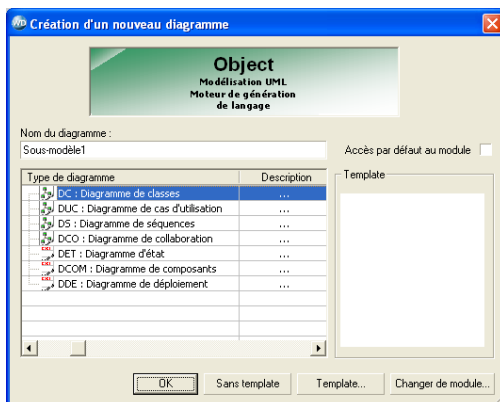 Création d'un nouveau diagramme
Object
Modélisation UML
Moteur de génération
de langage
Nom du diagramme :
Sous-modèle1
Accès par défaut au module
Type de diagramme Description
Template
DC : Diagramme de classes ...
DUC : Diagramme de cas d'utilisation ...
DS : Diagramme de séquences ...
DCO : Diagramme de collaboration ...
DET : Diagramme d'état ...
DCOM : Diagramme de composants ...
DDE : Diagramme de déploiement ...
OK Sans template Template... Changer de module...